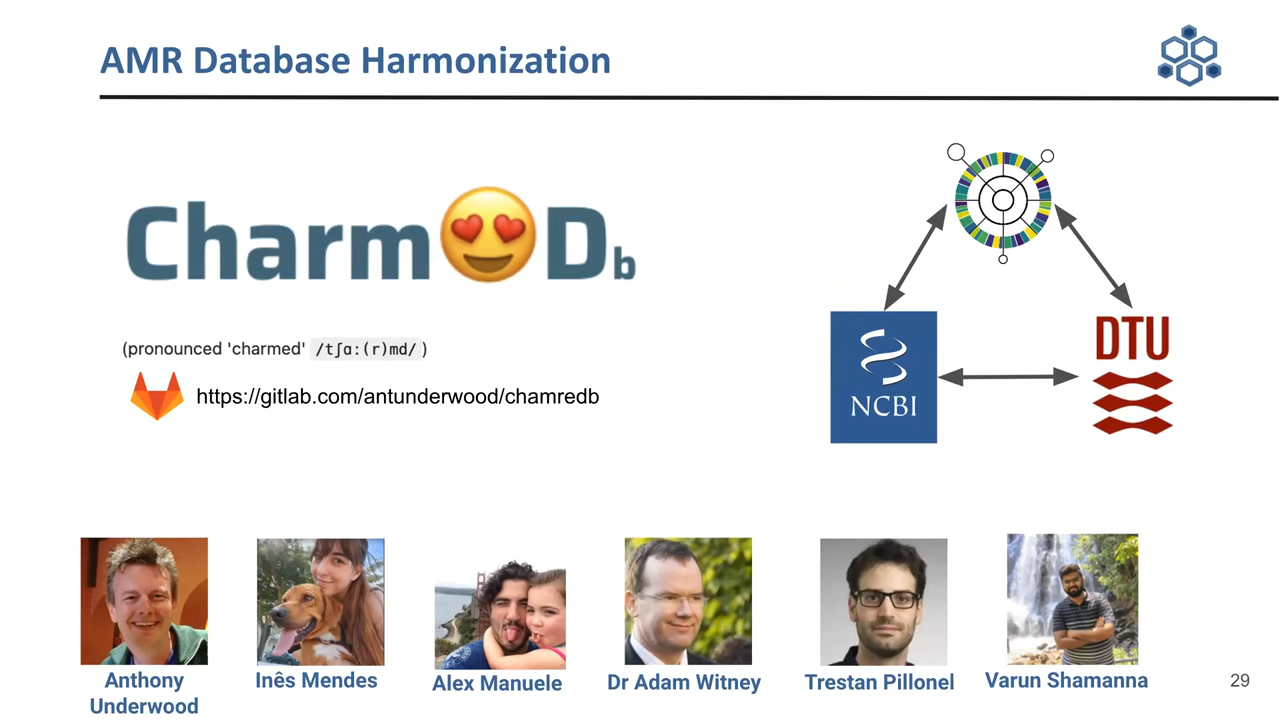 AMR Database Harmonization
Charm😍Db
(pronounced 'charmed' /tʃɑː(r)md/ )
https://gitlab.com/antunderwood/chamredb
NCBI
DTU
Anthony
Underwood
Inês Mendes
Alex Manuele
Dr Adam Witney
Trestan Pillonel
Varun Shamanna
29